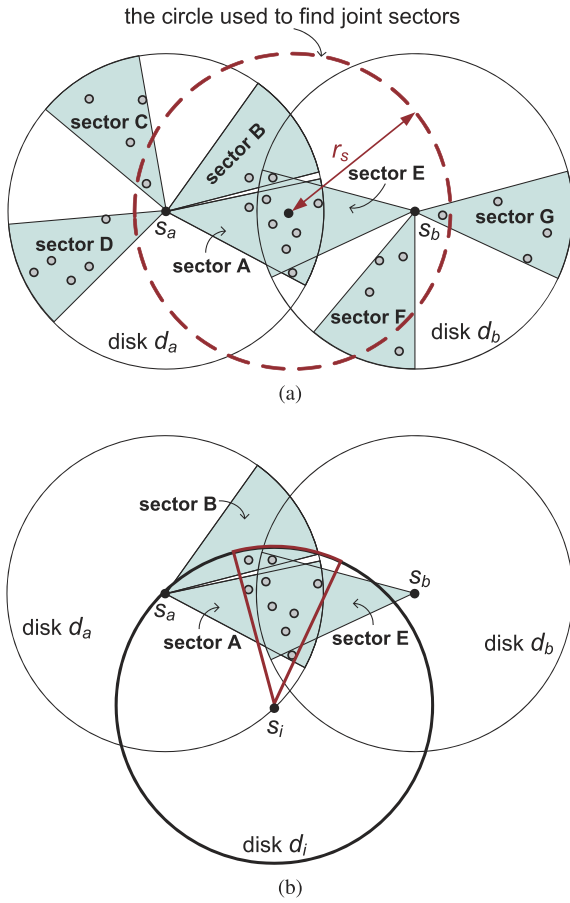 the circle used to find joint sectors
sector C
sector B
r_s
sector E
sector G
sector D
s_a
s_b
sector A
sector F
disk d_a
disk d_b
(a)
sector B
s_a
s_b
sector A
sector E
disk d_a
disk d_b
s_i
disk d_i
(b)